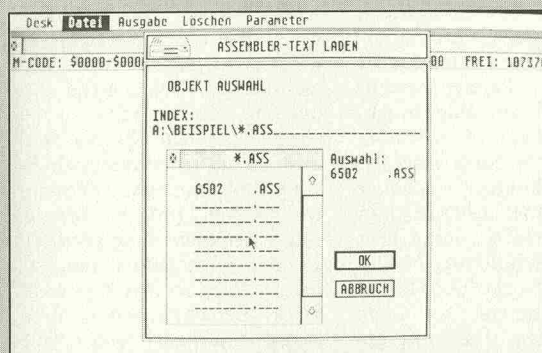 Desk Datei Ausgabe Löschen Parameter
ASSEMBLER-TEXT LADEN
M-CODE: $0000-$000
00 FREI: 10737
OBJEKT AUSWAHL
INDEX:
A:\BEISPIEL\*.ASS
*.ASS
Auswahl:
6502 .ASS
6502 .ASS
OK
ABBRUCH